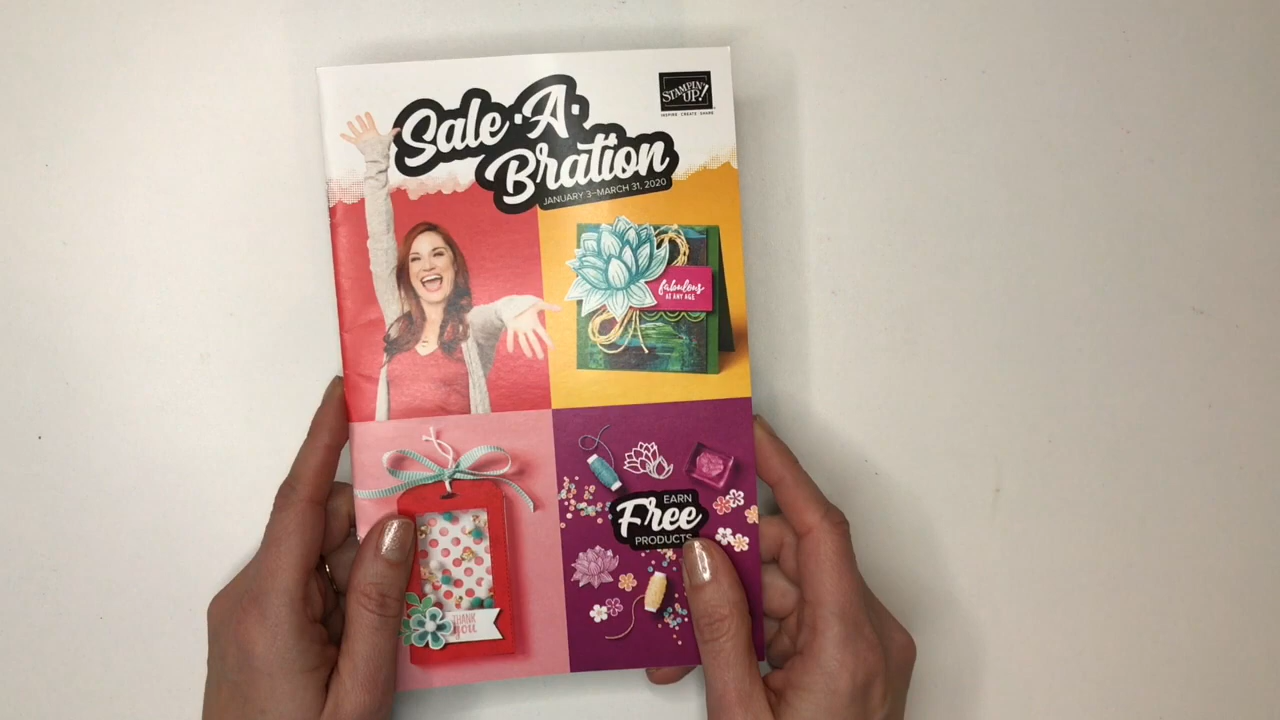 Sale-A-
Bration
JANUARY 3–MARCH 31, 2020
STAMPIN'
UP!
INSPIRE. CREATE. SHARE.
fabulous
AT ANY AGE
EARN
Free
PRODUCTS
THANK
you